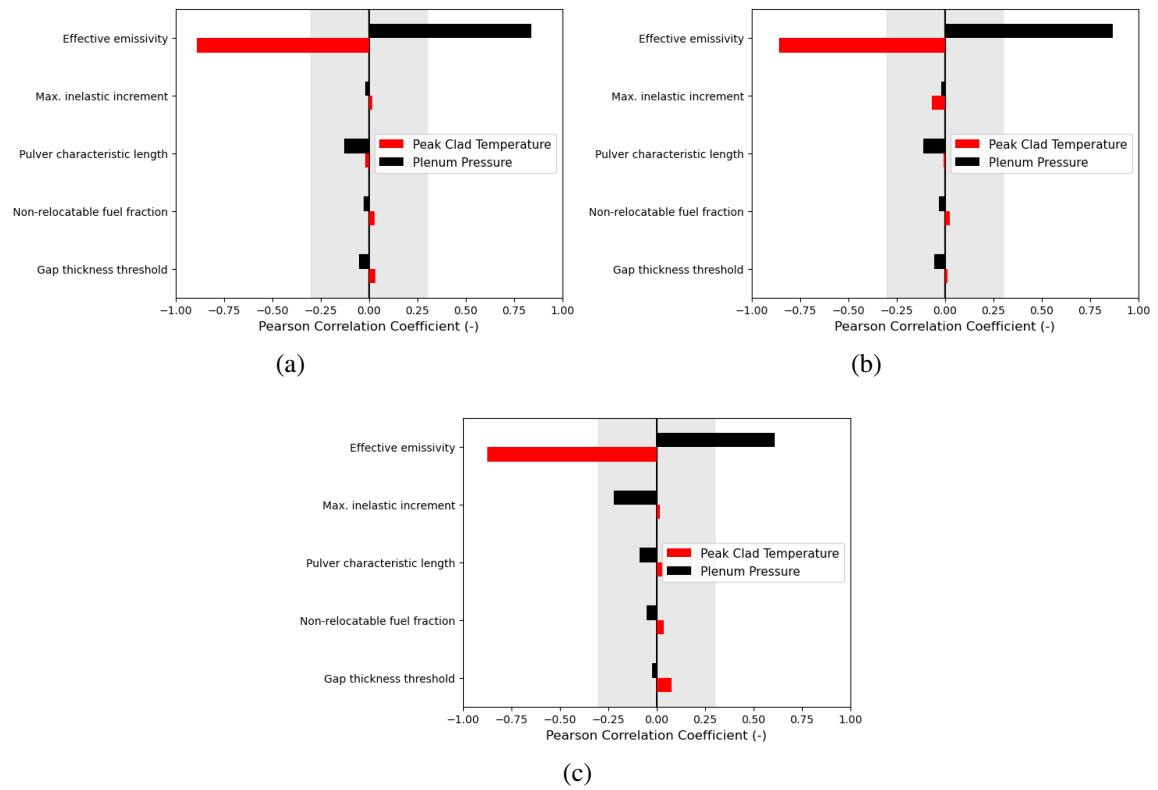 Effective emissivity
Max. inelastic increment
Pulver characteristic length
Non-relocatable fuel fraction
Gap thickness threshold
Peak Clad Temperature
Plenum Pressure
−1.00 −0.75 −0.50 −0.25 0.00 0.25 0.50 0.75 1.00
Pearson Correlation Coefficient (-)
(a)
Effective emissivity
Max. inelastic increment
Pulver characteristic length
Non-relocatable fuel fraction
Gap thickness threshold
Peak Clad Temperature
Plenum Pressure
−1.00 −0.75 −0.50 −0.25 0.00 0.25 0.50 0.75 1.00
Pearson Correlation Coefficient (-)
(b)
Effective emissivity
Max. inelastic increment
Pulver characteristic length
Non-relocatable fuel fraction
Gap thickness threshold
Peak Clad Temperature
Plenum Pressure
−1.00 −0.75 −0.50 −0.25 0.00 0.25 0.50 0.75 1.00
Pearson Correlation Coefficient (-)
(c)